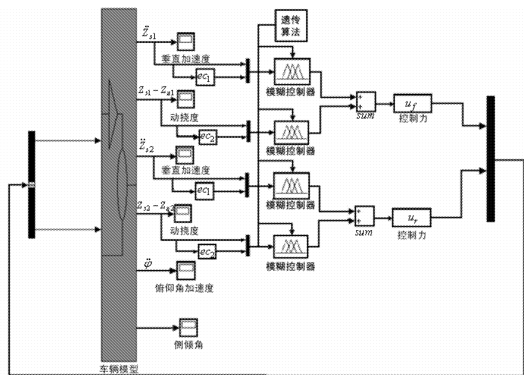 遗传
算法
Z̈s1
垂直加速度
ec1
模糊控制器
Zs1 - Zu1
动挠度
ec2
模糊控制器
sum
uf
控制力
Z̈s2
垂直加速度
ec1
模糊控制器
Zs2 - Zu2
动挠度
ec2
模糊控制器
sum
ur
控制力
φ̈
俯仰角加速度
侧倾角
车辆模型